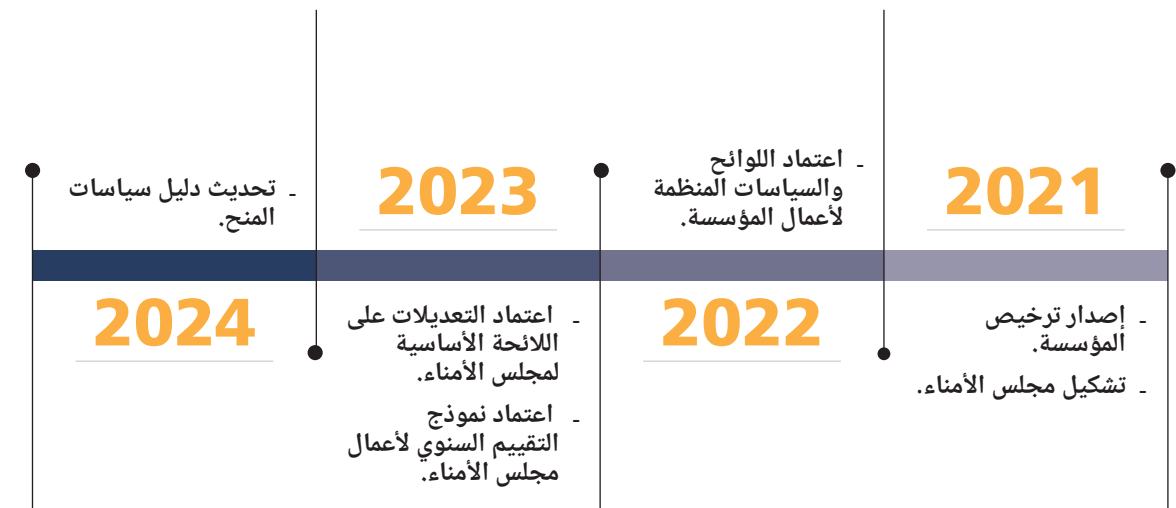 2021
- إصدار ترخيص
المؤسسة.
- تشكيل مجلس الأمناء.
- اعتماد اللوائح
والسياسات المنظمة
لأعمال المؤسسة.
2022
2023
- اعتماد التعديلات على
اللائحة الأساسية
لمجلس الأمناء.
- اعتماد نموذج
التقييم السنوي لأعمال
مجلس الأمناء.
- تحديث دليل سياسات
المنح.
2024